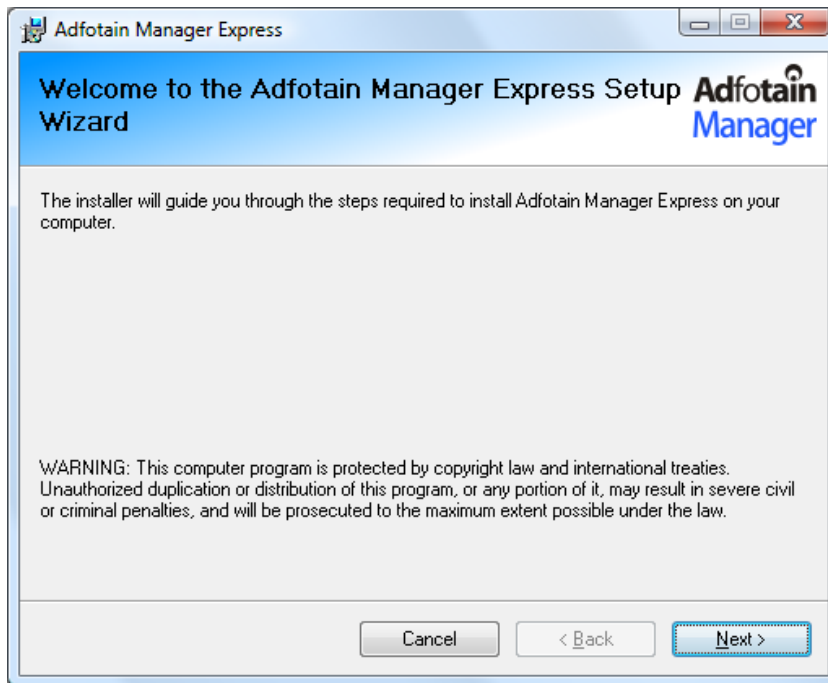 Adfotain Manager Express
Welcome to the Adfotain Manager Express Setup
Wizard
Adfotain
Manager
The installer will guide you through the steps required to install Adfotain Manager Express on your
computer.
WARNING: This computer program is protected by copyright law and international treaties.
Unauthorized duplication or distribution of this program, or any portion of it, may result in severe civil
or criminal penalties, and will be prosecuted to the maximum extent possible under the law.
Cancel
< Back
Next >